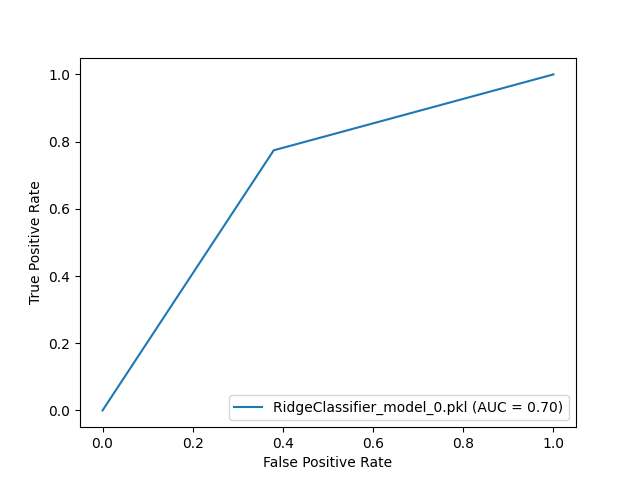 1.0
0.8
0.6
0.4
0.2
0.0
True Positive Rate
RidgeClassifier_model_0.pkl (AUC = 0.70)
0.0 0.2 0.4 0.6 0.8 1.0
False Positive Rate